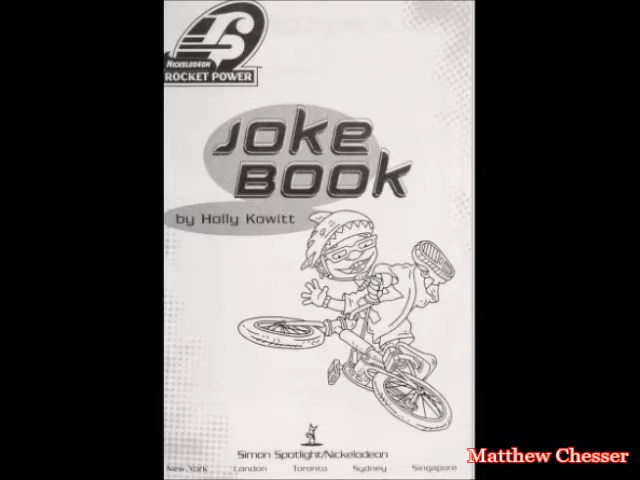 NICKELODEON
ROCKET POWER
JOKE
BOOK
by Holly Kowitt
Simon Spotlight/Nickelodeon
New York London Toronto Sydney Singapore
Matthew Chesser